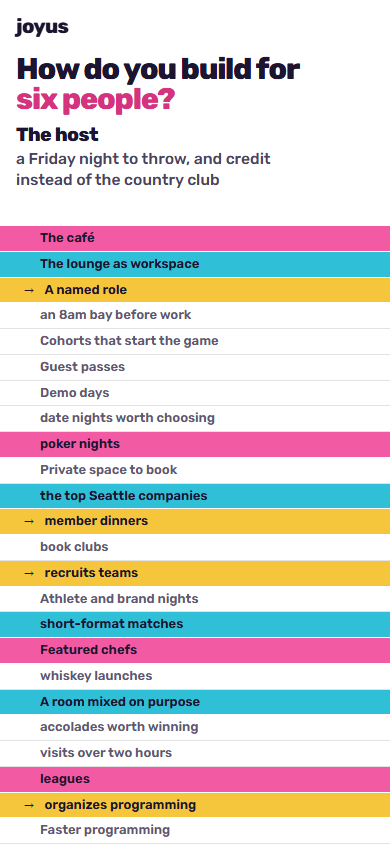 joyus
How do you build for
six people?
The host
a Friday night to throw, and credit
instead of the country club
The café
The lounge as workspace
→ A named role
an 8am bay before work
Cohorts that start the game
Guest passes
Demo days
date nights worth choosing
poker nights
Private space to book
the top Seattle companies
→ member dinners
book clubs
→ recruits teams
Athlete and brand nights
short-format matches
Featured chefs
whiskey launches
A room mixed on purpose
accolades worth winning
visits over two hours
leagues
→ organizes programming
Faster programming